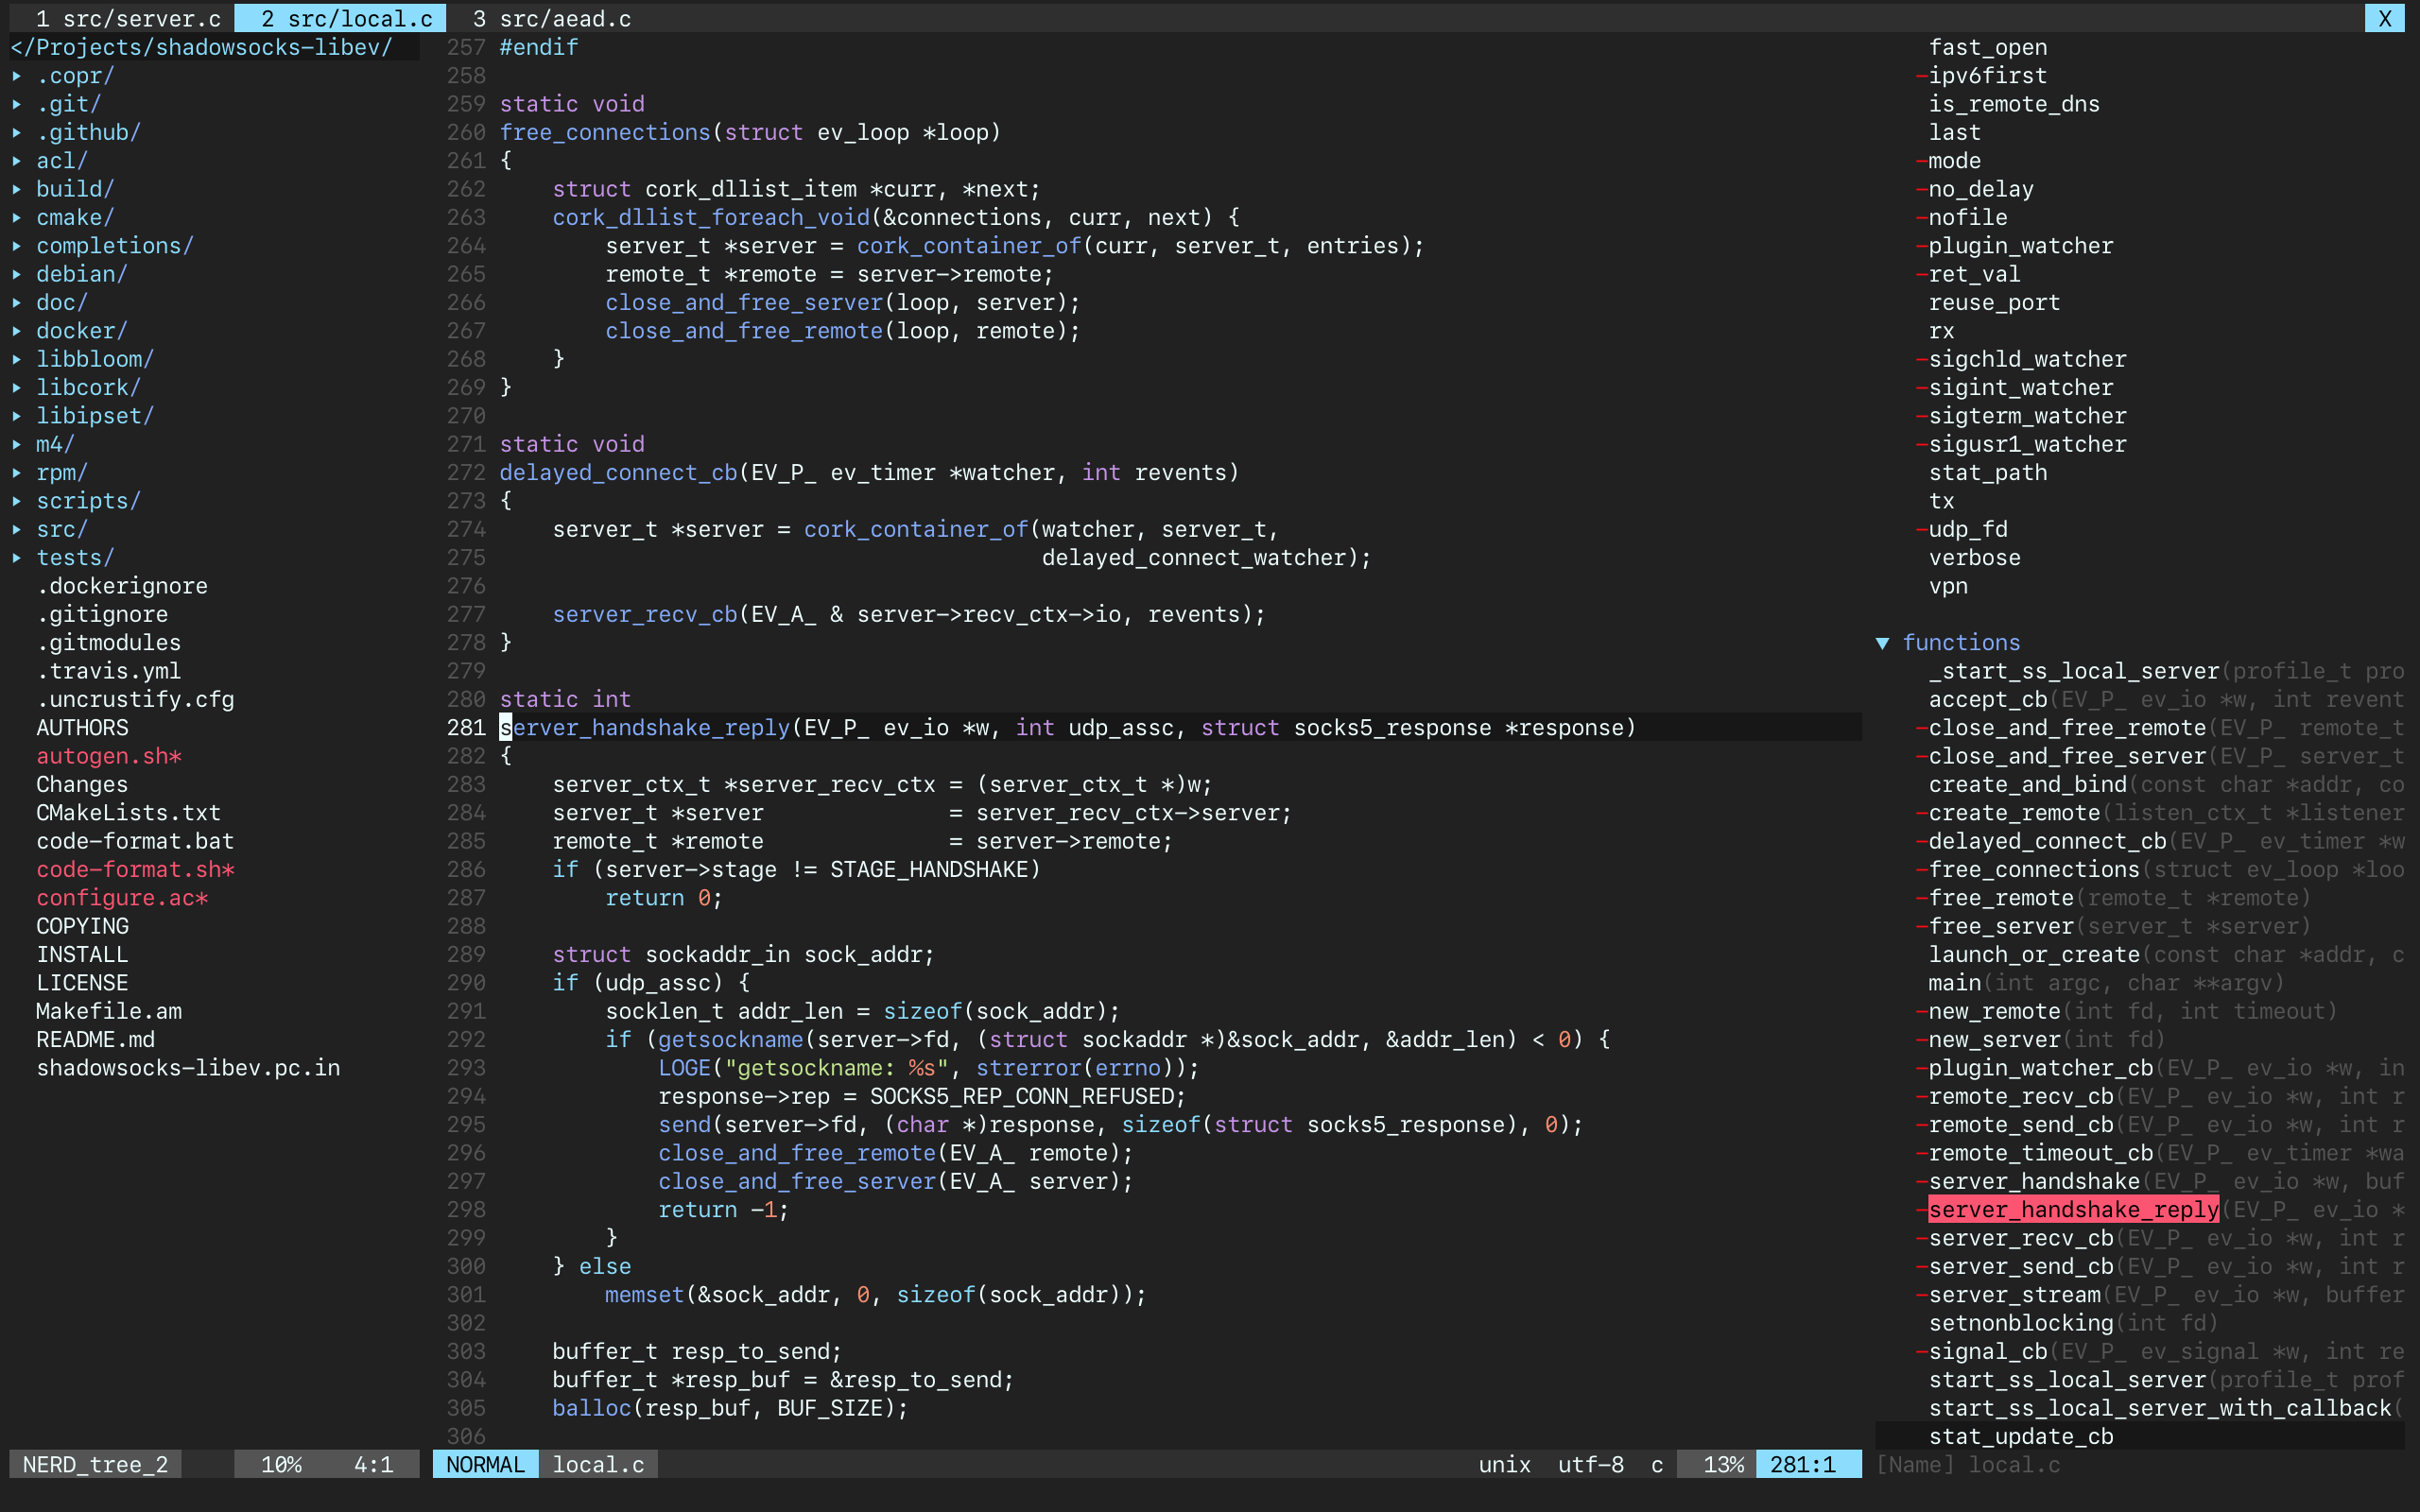 1 src/server.c  2 src/local.c  3 src/aead.c X
</Projects/shadowsocks-libev/
▸ .copr/
▸ .git/
▸ .github/
▸ acl/
▸ build/
▸ cmake/
▸ completions/
▸ debian/
▸ doc/
▸ docker/
▸ libbloom/
▸ libcork/
▸ libipset/
▸ m4/
▸ rpm/
▸ scripts/
▸ src/
▸ tests/
.dockerignore
.gitignore
.gitmodules
.travis.yml
.uncrustify.cfg
AUTHORS
autogen.sh*
Changes
CMakeLists.txt
code-format.bat
code-format.sh*
configure.ac*
COPYING
INSTALL
LICENSE
Makefile.am
README.md
shadowsocks-libev.pc.in
NERD_tree_2 10% 4:1
257 #endif
258
259 static void
260 free_connections(struct ev_loop *loop)
261 {
262     struct cork_dllist_item *curr, *next;
263     cork_dllist_foreach_void(&connections, curr, next) {
264         server_t *server = cork_container_of(curr, server_t, entries);
265         remote_t *remote = server->remote;
266         close_and_free_server(loop, server);
267         close_and_free_remote(loop, remote);
268     }
269 }
270
271 static void
272 delayed_connect_cb(EV_P_ ev_timer *watcher, int revents)
273 {
274     server_t *server = cork_container_of(watcher, server_t,
275                                          delayed_connect_watcher);
276
277     server_recv_cb(EV_A_ & server->recv_ctx->io, revents);
278 }
279
280 static int
281 server_handshake_reply(EV_P_ ev_io *w, int udp_assc, struct socks5_response *response)
282 {
283     server_ctx_t *server_recv_ctx = (server_ctx_t *)w;
284     server_t *server              = server_recv_ctx->server;
285     remote_t *remote              = server->remote;
286     if (server->stage != STAGE_HANDSHAKE)
287         return 0;
288
289     struct sockaddr_in sock_addr;
290     if (udp_assc) {
291         socklen_t addr_len = sizeof(sock_addr);
292         if (getsockname(server->fd, (struct sockaddr *)&sock_addr, &addr_len) < 0) {
293             LOGE("getsockname: %s", strerror(errno));
294             response->rep = SOCKS5_REP_CONN_REFUSED;
295             send(server->fd, (char *)response, sizeof(struct socks5_response), 0);
296             close_and_free_remote(EV_A_ remote);
297             close_and_free_server(EV_A_ server);
298             return -1;
299         }
300     } else
301         memset(&sock_addr, 0, sizeof(sock_addr));
302
303     buffer_t resp_to_send;
304     buffer_t *resp_buf = &resp_to_send;
305     balloc(resp_buf, BUF_SIZE);
306
NORMAL local.c unix utf-8 c 13% 281:1
fast_open
-ipv6first
is_remote_dns
last
-mode
-no_delay
-nofile
-plugin_watcher
-ret_val
reuse_port
rx
-sigchld_watcher
-sigint_watcher
-sigterm_watcher
-sigusr1_watcher
stat_path
tx
-udp_fd
verbose
vpn
▼ functions
_start_ss_local_server(profile_t pro
accept_cb(EV_P_ ev_io *w, int revent
-close_and_free_remote(EV_P_ remote_t
-close_and_free_server(EV_P_ server_t
create_and_bind(const char *addr, co
-create_remote(listen_ctx_t *listener
-delayed_connect_cb(EV_P_ ev_timer *w
-free_connections(struct ev_loop *loo
-free_remote(remote_t *remote)
-free_server(server_t *server)
launch_or_create(const char *addr, c
main(int argc, char **argv)
-new_remote(int fd, int timeout)
-new_server(int fd)
-plugin_watcher_cb(EV_P_ ev_io *w, in
-remote_recv_cb(EV_P_ ev_io *w, int r
-remote_send_cb(EV_P_ ev_io *w, int r
-remote_timeout_cb(EV_P_ ev_timer *wa
-server_handshake(EV_P_ ev_io *w, buf
-server_handshake_reply(EV_P_ ev_io *
-server_recv_cb(EV_P_ ev_io *w, int r
-server_send_cb(EV_P_ ev_io *w, int r
-server_stream(EV_P_ ev_io *w, buffer
setnonblocking(int fd)
-signal_cb(EV_P_ ev_signal *w, int re
start_ss_local_server(profile_t prof
start_ss_local_server_with_callback(
stat_update_cb
[Name] local.c